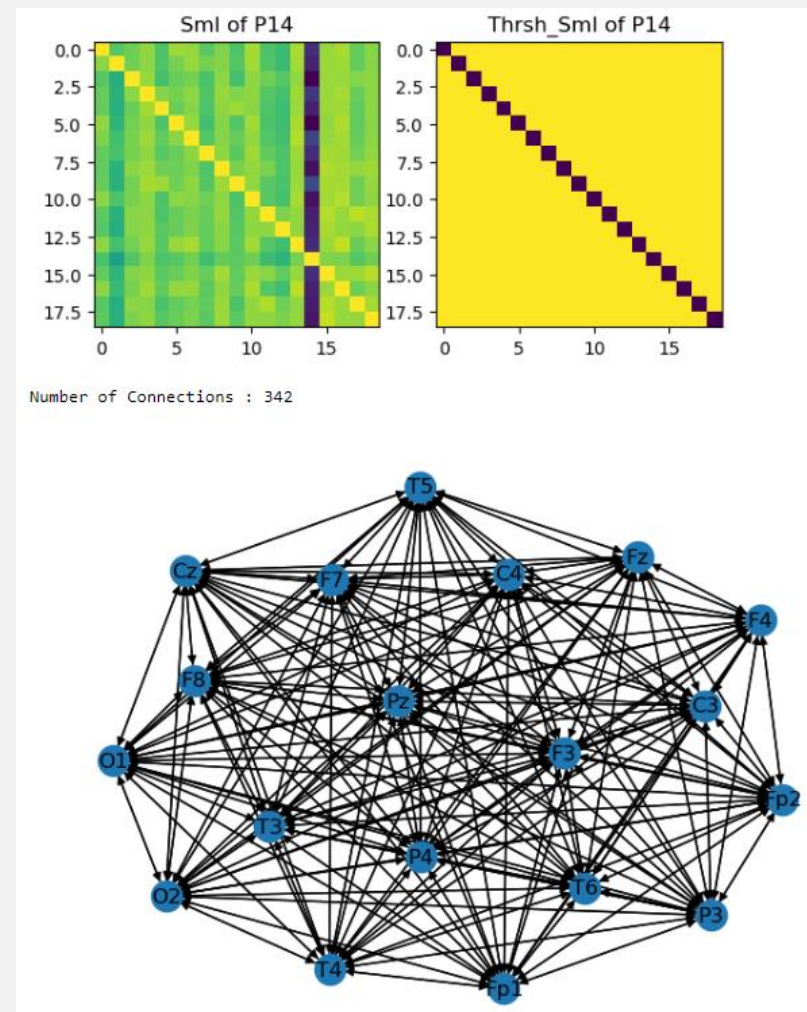 Sml of P14
Thrsh_Sml of P14
0.0
2.5
5.0
7.5
10.0
12.5
15.0
17.5
0 5 10 15
0.0
2.5
5.0
7.5
10.0
12.5
15.0
17.5
0 5 10 15
Number of Connections : 342
T5
Cz
F7
C4
Fz
F4
F8
Pz
C3
O1
F3
Fp2
T3
P4
O2
T6
P3
T4
Fp1